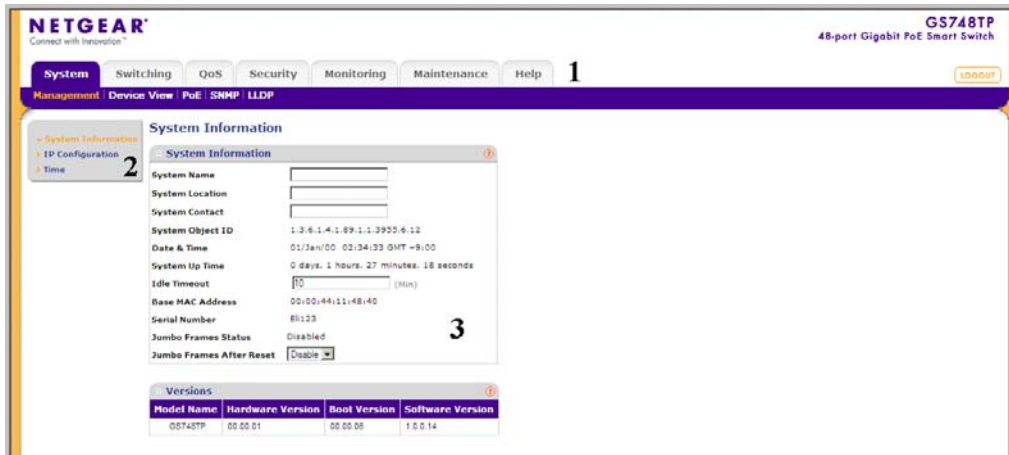 NETGEAR
Connect with Innovation™
GS748TP
48-port Gigabit PoE Smart Switch
System Switching QoS Security Monitoring Maintenance Help 1
LOGOUT
Management Device View PoE SNMP LLDP
System Information
IP Configuration
Time
2
System Information
System Information
System Name
System Location
System Contact
System Object ID 1.3.6.1.4.1.89.1.1.3955.6.12
Date & Time 01/Jan/00 02:34:33 GMT -9:00
System Up Time 0 days, 1 hours, 27 minutes, 18 seconds
Idle Timeout 10 (Min)
Base MAC Address 00:00:44:11:48:40
Serial Number Eli123
Jumbo Frames Status Disabled
Jumbo Frames After Reset Disable
3
Versions
Model Name Hardware Version Boot Version Software Version
GS748TP 00.00.01 00.00.08 1.0.0.14